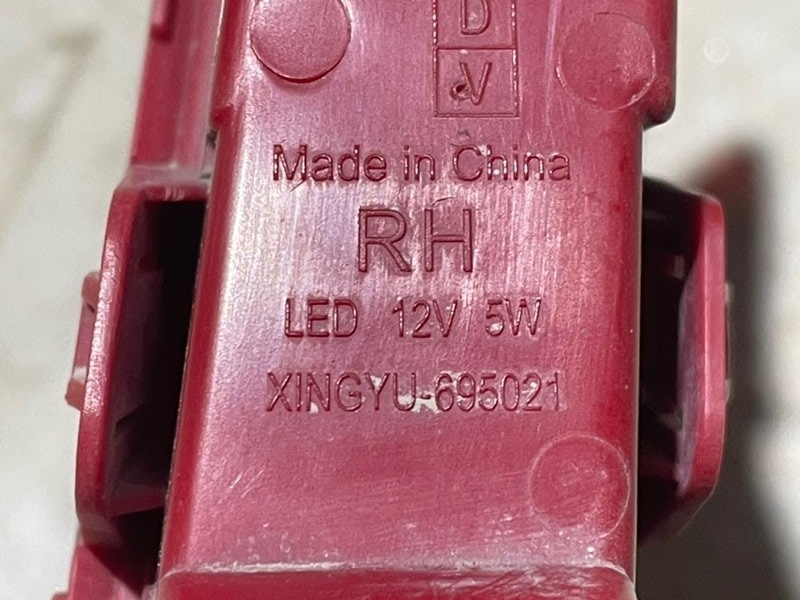 D
V
Made in China
RH
LED 12V 5W
XINGYU-695021